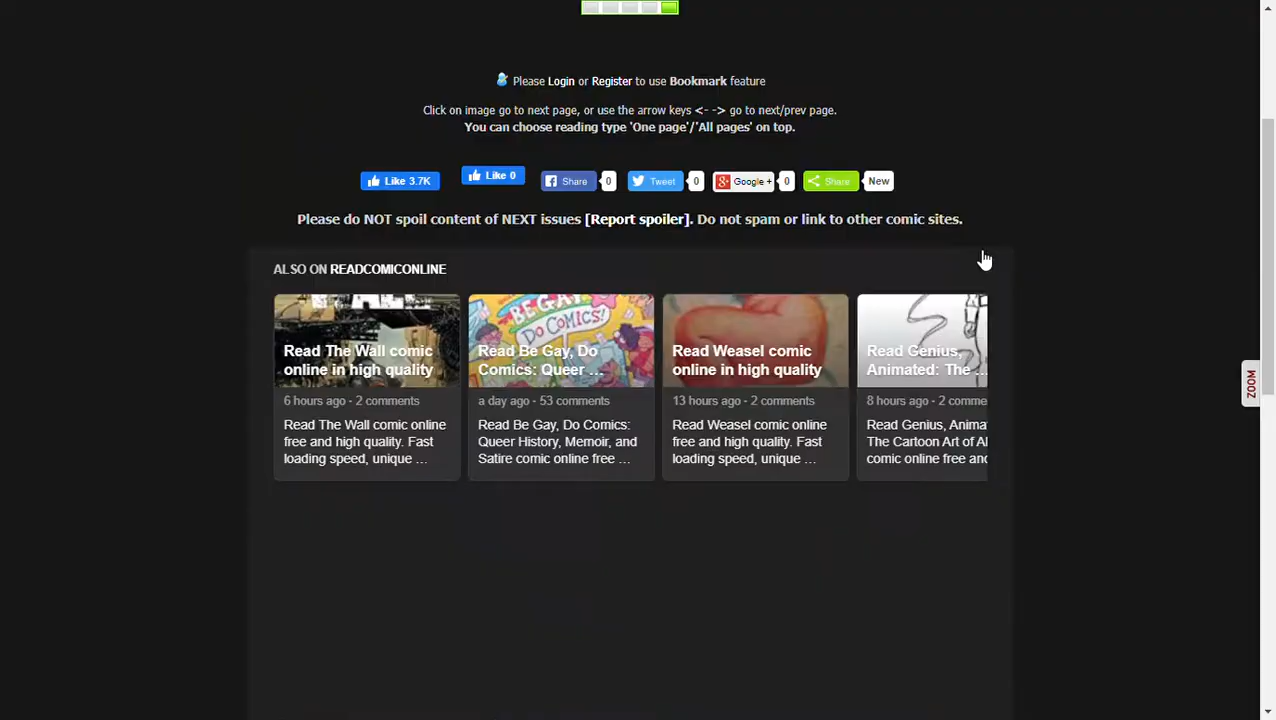 Please Login or Register to use Bookmark feature
Click on image go to next page, or use the arrow keys <- -> go to next/prev page.
You can choose reading type 'One page'/'All pages' on top.
Like 3.7K
Like 0
Share 0
Tweet 0
Google + 0
Share New
Please do NOT spoil content of NEXT issues [Report spoiler]. Do not spam or link to other comic sites.
ALSO ON READCOMICONLINE
BE GAY,
DO COMICS!
Read The Wall comic
online in high quality
6 hours ago - 2 comments
Read The Wall comic online
free and high quality. Fast
loading speed, unique ...
Read Be Gay, Do
Comics: Queer ...
a day ago - 53 comments
Read Be Gay, Do Comics:
Queer History, Memoir, and
Satire comic online free ...
Read Weasel comic
online in high quality
13 hours ago - 2 comments
Read Weasel comic online
free and high quality. Fast
loading speed, unique ...
Read Genius,
Animated: The ...
8 hours ago - 2 comme
Read Genius, Anima
The Cartoon Art of Al
comic online free and
ZOOM